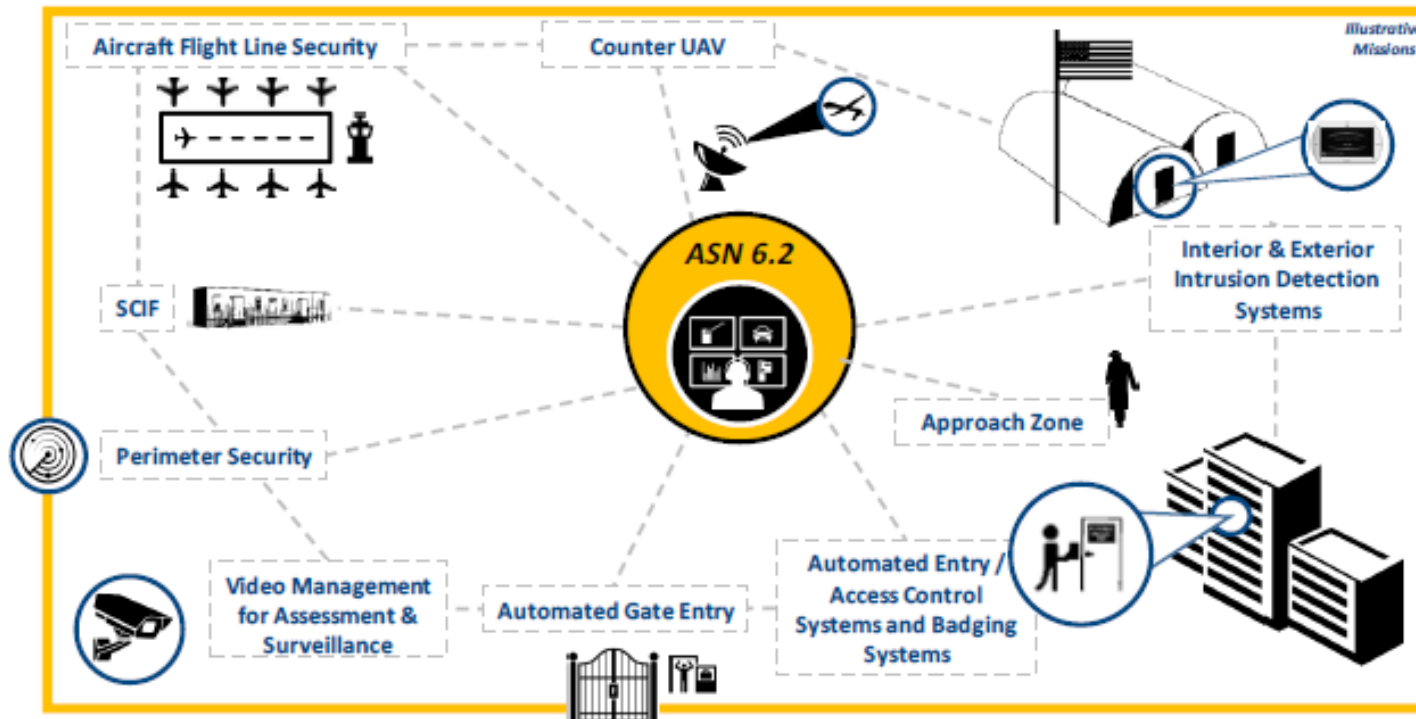 Aircraft Flight Line Security
Counter UAV
Illustrative
Missions
ASN 6.2
Interior & Exterior
Intrusion Detection
Systems
SCIF
Approach Zone
Perimeter Security
Video Management
for Assessment &
Surveillance
Automated Gate Entry
Automated Entry /
Access Control
Systems and Badging
Systems